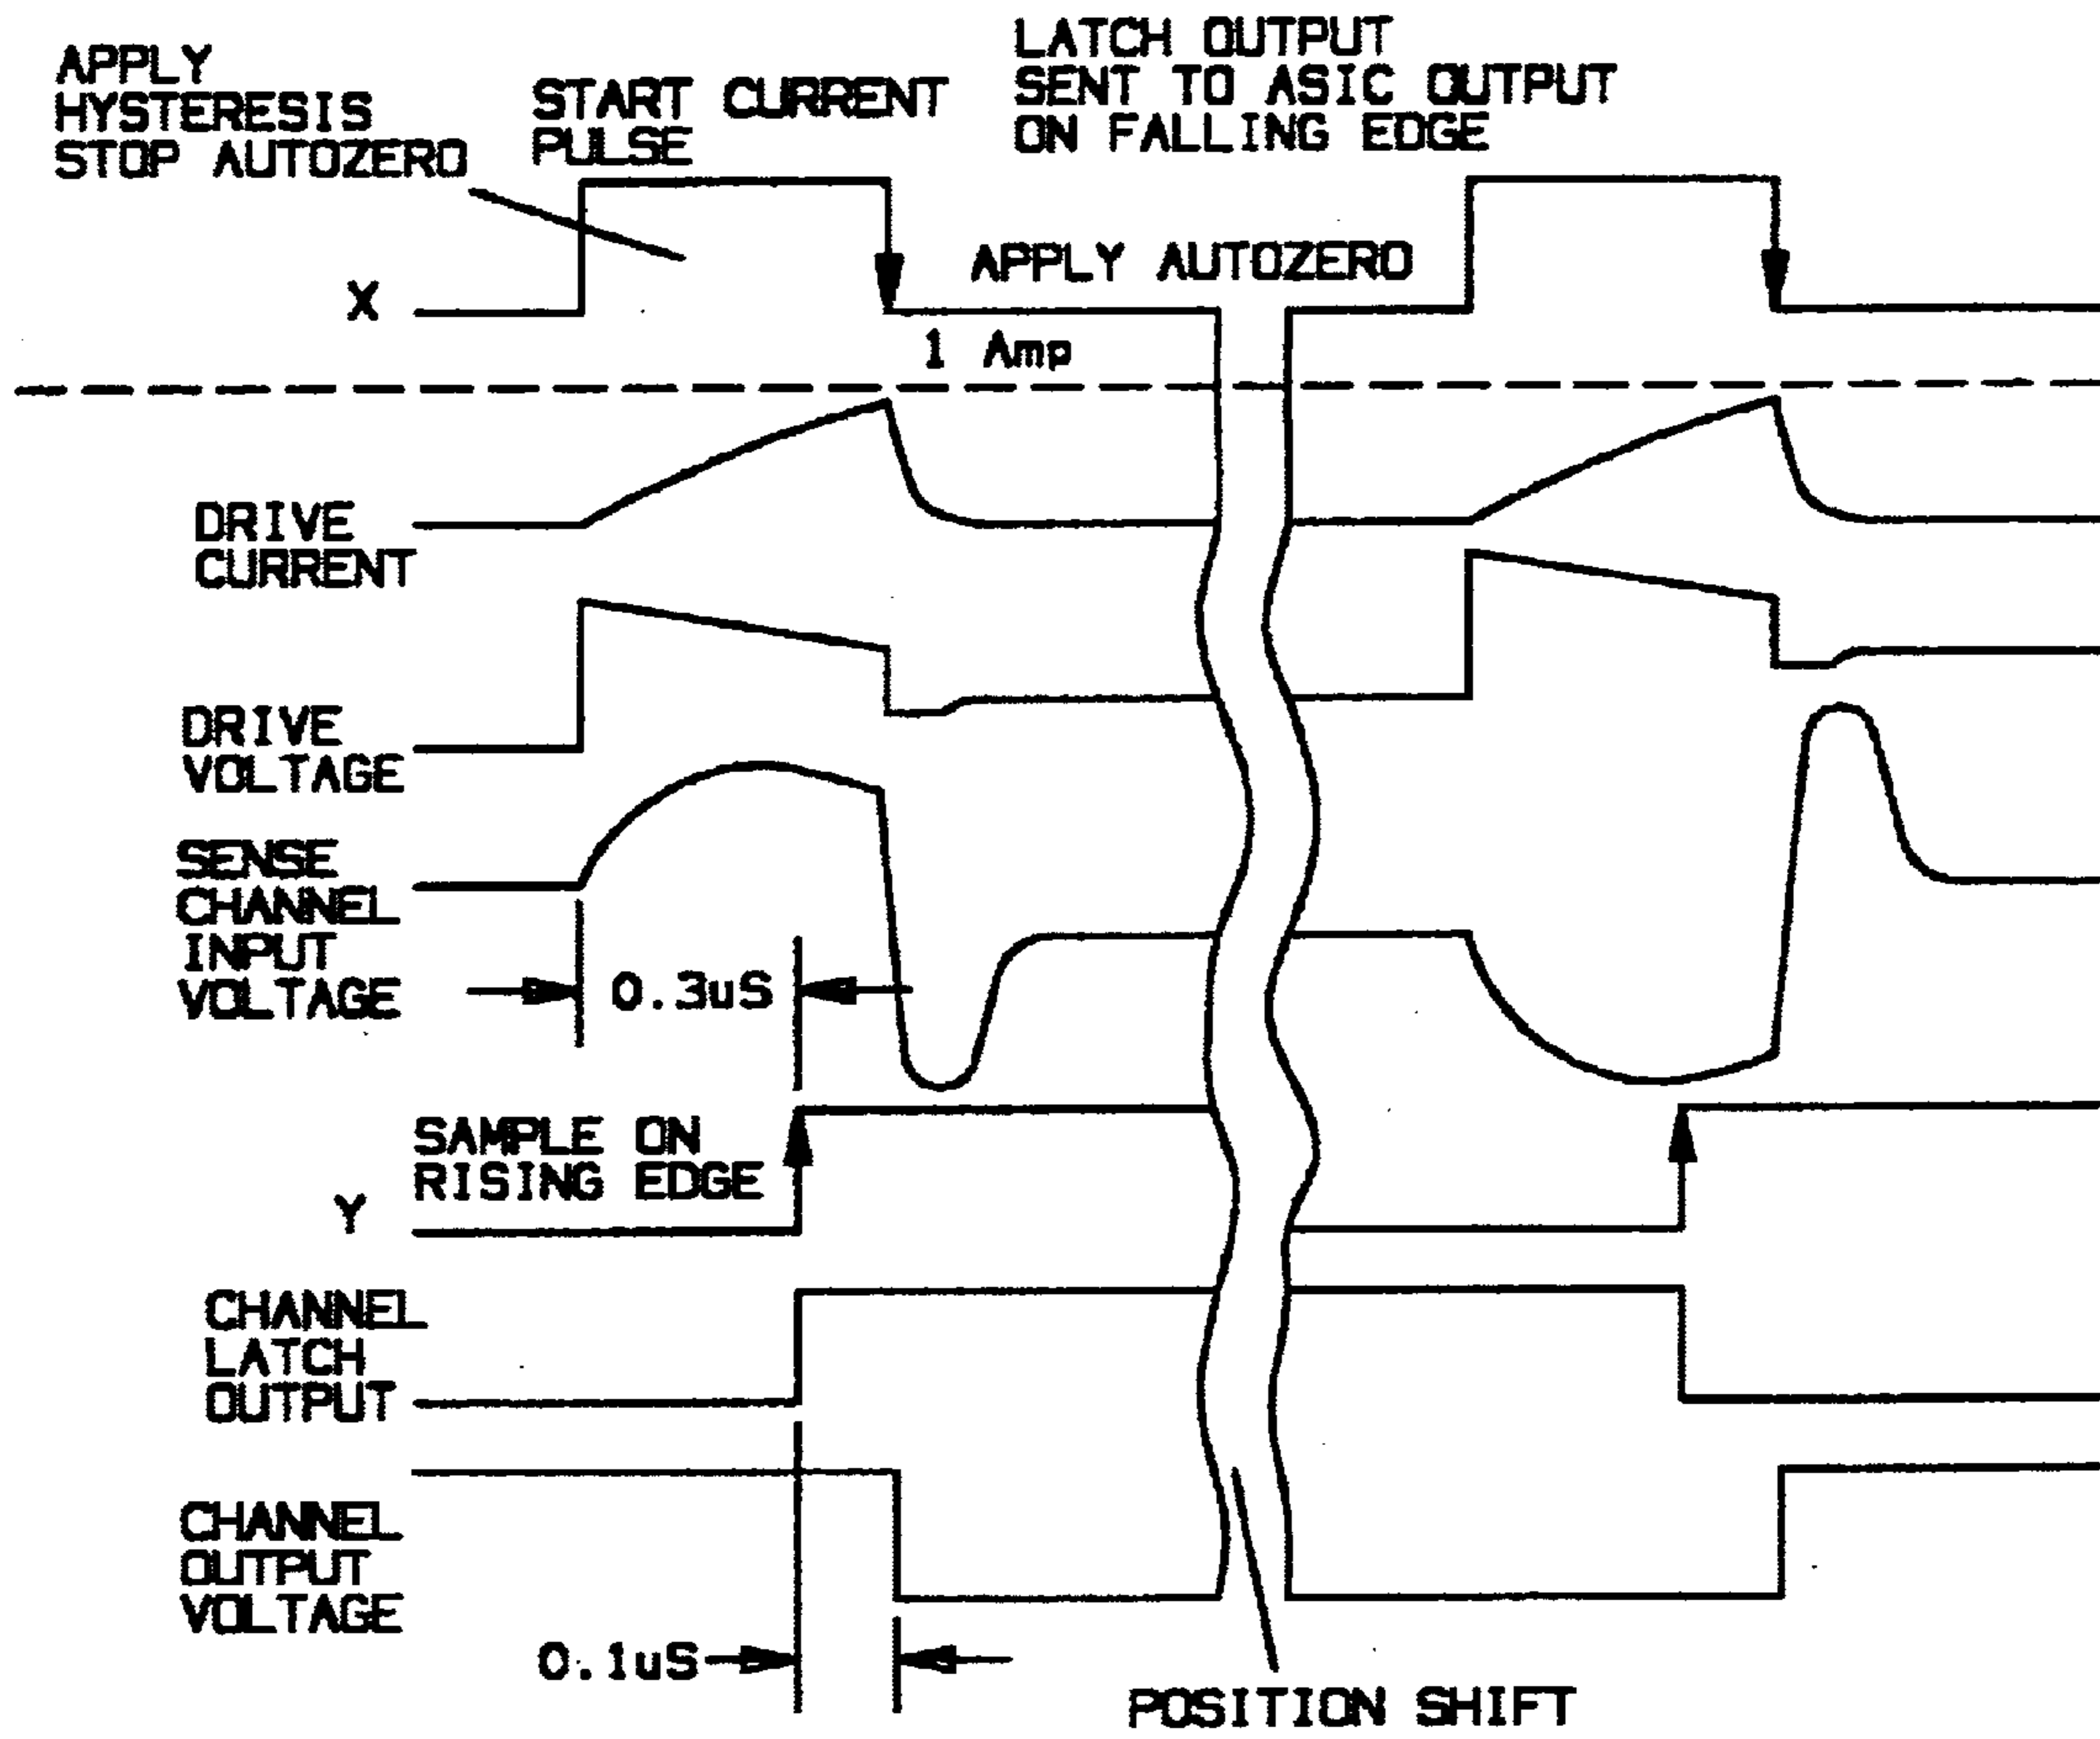 APPLY
HYSTERESIS
STOP AUTOZERO
START CURRENT
PULSE
LATCH OUTPUT
SENT TO ASIC OUTPUT
ON FALLING EDGE
X
APPLY AUTOZERO
1 Amp
DRIVE
CURRENT
DRIVE
VOLTAGE
SENSE
CHANNEL
INPUT
VOLTAGE
0.3uS
SAMPLE ON
RISING EDGE
Y
CHANNEL
LATCH
OUTPUT
CHANNEL
OUTPUT
VOLTAGE
0.1uS
POSITION SHIFT